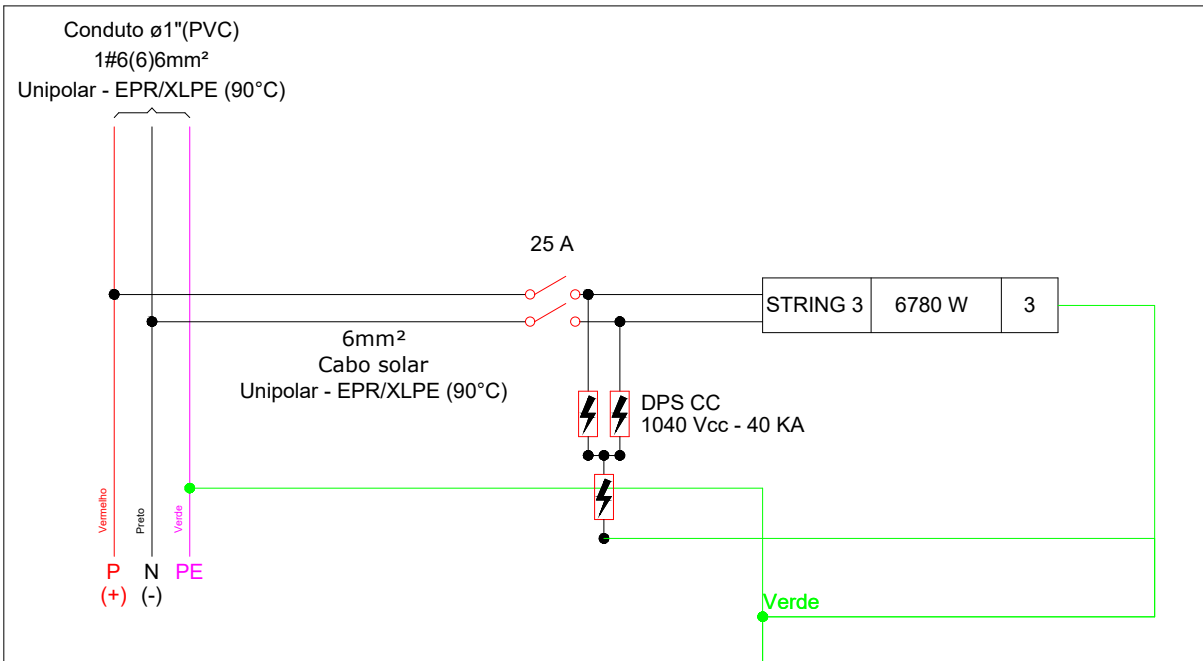 Conduto ø1"(PVC)
1#6(6)6mm²
Unipolar - EPR/XLPE (90°C)
25 A
STRING 3 6780 W 3
6mm²
Cabo solar
Unipolar - EPR/XLPE (90°C)
DPS CC
1040 Vcc - 40 KA
Vermelho
Preto
Verde
P N PE
(+) (-)
Verde